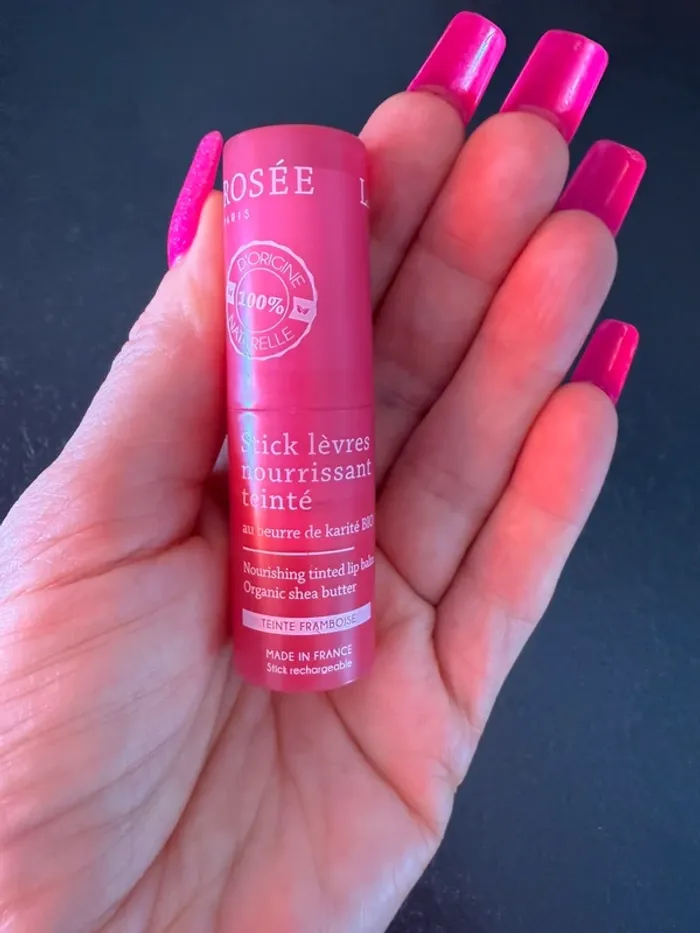 ROSÉE L
PARIS
D'ORIGINE
100%
NATURELLE
Stick lèvres
nourrissant
teinté
au beurre de karité BIO
Nourishing tinted lip balm
Organic shea butter
TEINTE FRAMBOISE
MADE IN FRANCE
Stick rechargeable